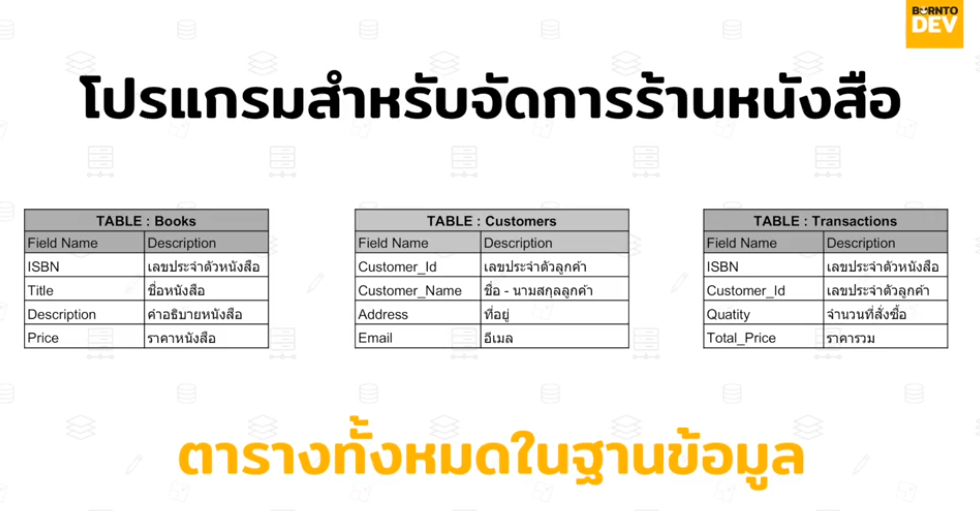 BORNTO
DEV
โปรแกรมสำหรับจัดการร้านหนังสือ
TABLE : Books
Field Name Description
ISBN เลขประจำตัวหนังสือ
Title ชื่อหนังสือ
Description คำอธิบายหนังสือ
Price ราคาหนังสือ
TABLE : Customers
Field Name Description
Customer_Id เลขประจำตัวลูกค้า
Customer_Name ชื่อ - นามสกุลลูกค้า
Address ที่อยู่
Email อีเมล
TABLE : Transactions
Field Name Description
ISBN เลขประจำตัวหนังสือ
Customer_Id เลขประจำตัวลูกค้า
Quatity จำนวนที่สั่งซื้อ
Total_Price ราคารวม
ตารางทั้งหมดในฐานข้อมูล